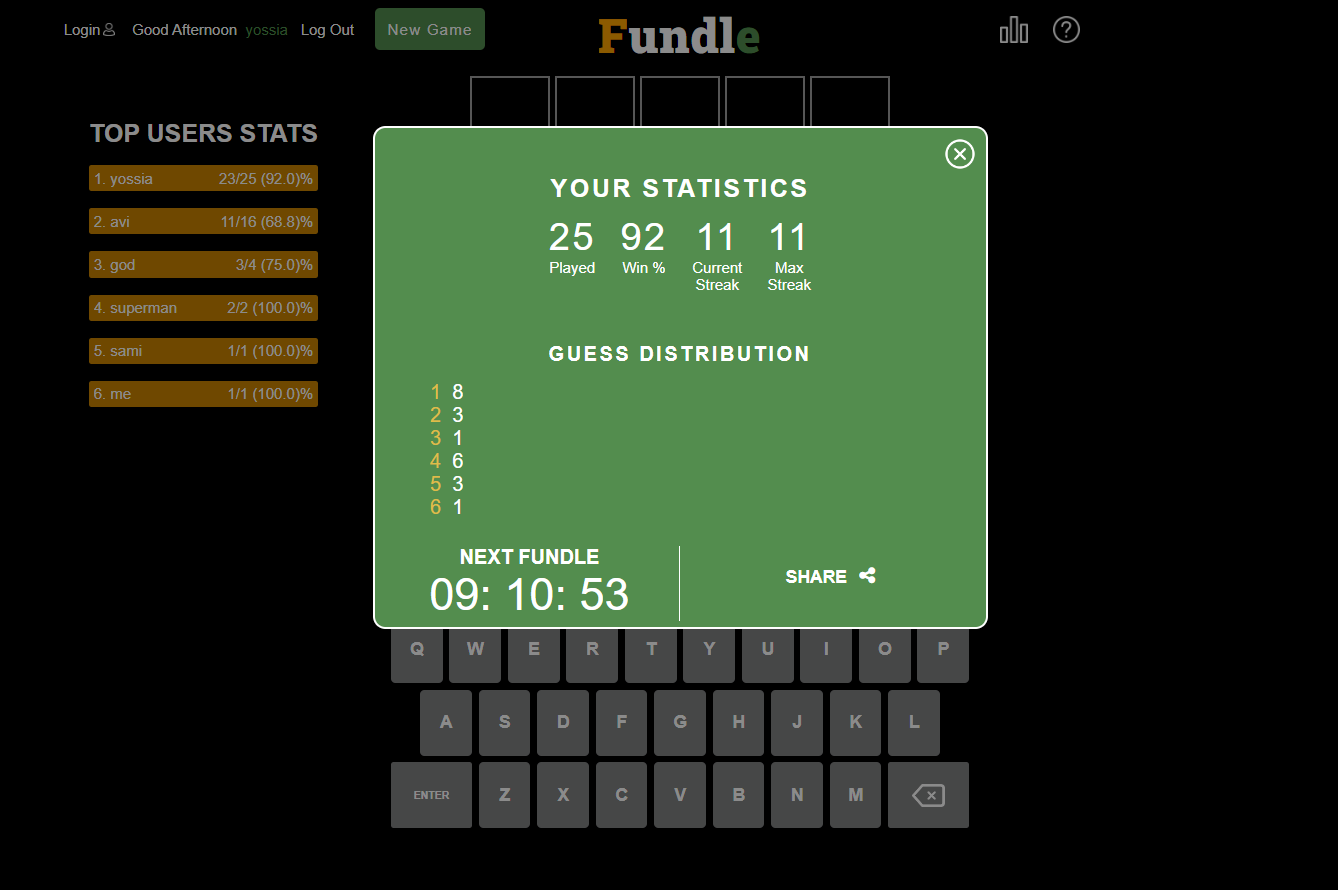 Login Good Afternoon yossia Log Out New Game
Fundle
TOP USERS STATS
1. yossia 23/25 (92.0)%
2. avi 11/16 (68.8)%
3. god 3/4 (75.0)%
4. superman 2/2 (100.0)%
5. sami 1/1 (100.0)%
6. me 1/1 (100.0)%
YOUR STATISTICS
25 92 11 11
Played Win % Current Streak Max Streak
GUESS DISTRIBUTION
1 8
2 3
3 1
4 6
5 3
6 1
NEXT FUNDLE
09: 10: 53
SHARE
Q W E R T Y U I O P
A S D F G H J K L
ENTER Z X C V B N M